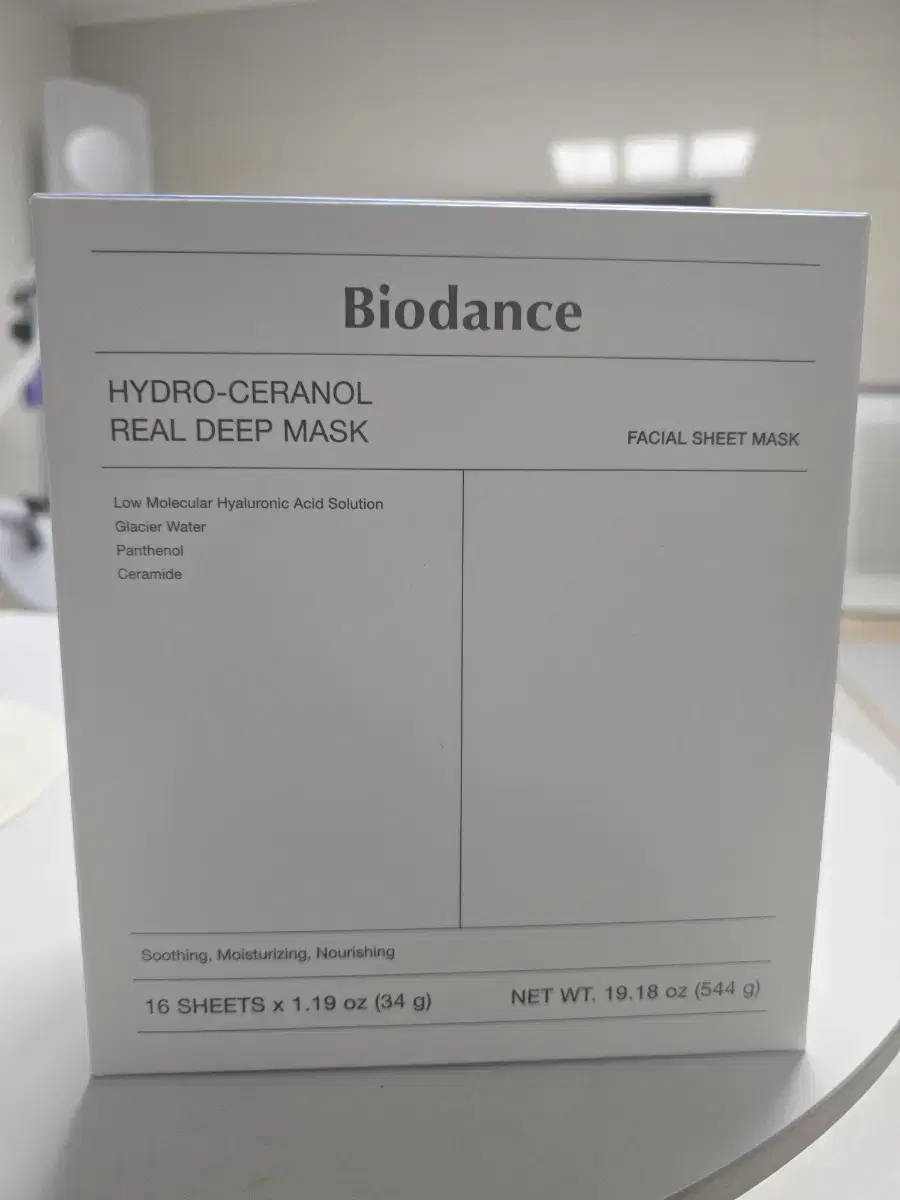 Biodance
HYDRO-CERANOL
REAL DEEP MASK
FACIAL SHEET MASK
Low Molecular Hyaluronic Acid Solution
Glacier Water
Panthenol
Ceramide
Soothing, Moisturizing, Nourishing
16 SHEETS x 1.19 oz (34 g)
NET WT. 19.18 oz (544 g)